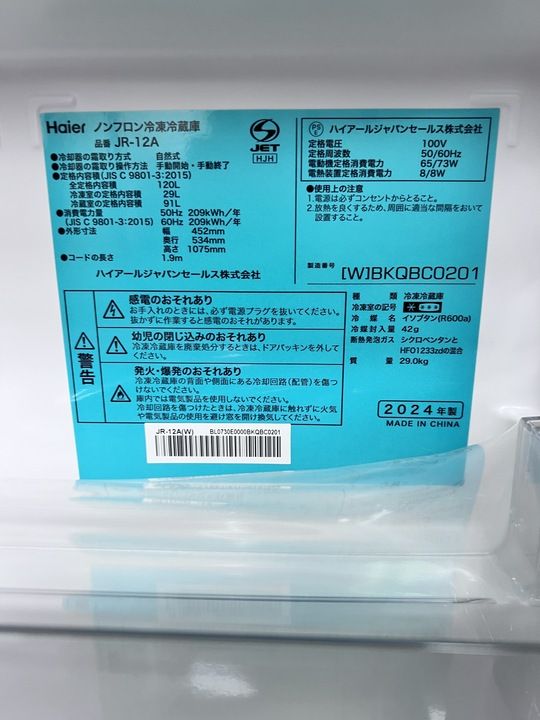 Haier ノンフロン冷凍冷蔵庫
品番 JR-12A
JET
HJH
●冷却器の霜取り方式 自然式
●冷却器の霜取り操作方法 手動開始・手動終了
●定格内容積(JIS C 9801-3:2015)
全定格内容積 120L
冷凍室の定格内容積 29L
冷蔵室の定格内容積 91L
●消費電力量 50Hz 209kWh/年
(JIS C 9801-3:2015) 60Hz 209kWh/年
●外形寸法 幅 452mm
奥行 534mm
高さ 1075mm
●コードの長さ 1.9m
ハイアールジャパンセールス株式会社
PS
E
ハイアールジャパンセールス株式会社
定格電圧 100V
定格周波数 50/60Hz
電動機定格消費電力 65/73W
電熱装置定格消費電力 8/8W
●使用上の注意
1.電源は必ずコンセントからとること。
2.放熱を良くするため、周囲に適当な間隔をおいて
設置すること。
製造番号 [W]BKQBC0201
警告
感電のおそれあり
お手入れのときには、必ず電源プラグを抜いてください。
抜かずに作業すると感電のおそれがあります。
幼児の閉じ込めのおそれあり
冷凍冷蔵庫を廃棄処分するときは、ドアパッキンを外して
ください。
発火・爆発のおそれあり
冷凍冷蔵庫の背面や側面にある冷却回路(配管)を傷つ
けないでください。
庫内では電気製品を使用しないでください。
冷却回路を傷つけたときは、冷凍冷蔵庫に触れずに火気
や電気製品の使用を避け窓を開け換気してください。
種類 冷凍冷蔵庫
冷凍室の記号
冷媒 イソブタン(R600a)
冷媒封入量 42g
断熱発泡ガス シクロペンタンと
HFO1233zdの混合
質量 29.0kg
2024年製
MADE IN CHINA
JR-12A(W) BL0730E0000BKQBC0201